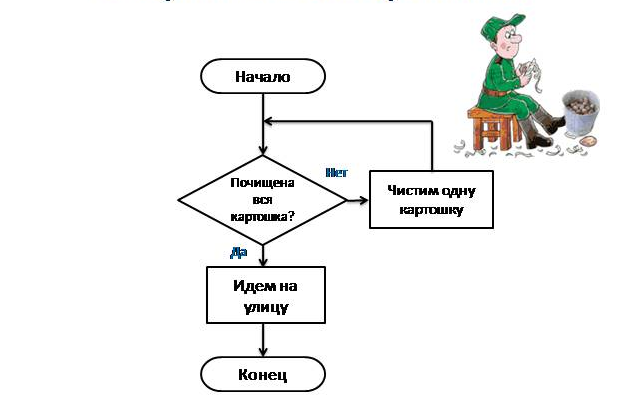 Начало
Почищена
вся
картошка?
Нет
Чистим одну
картошку
Да
Идем на
улицу
Конец